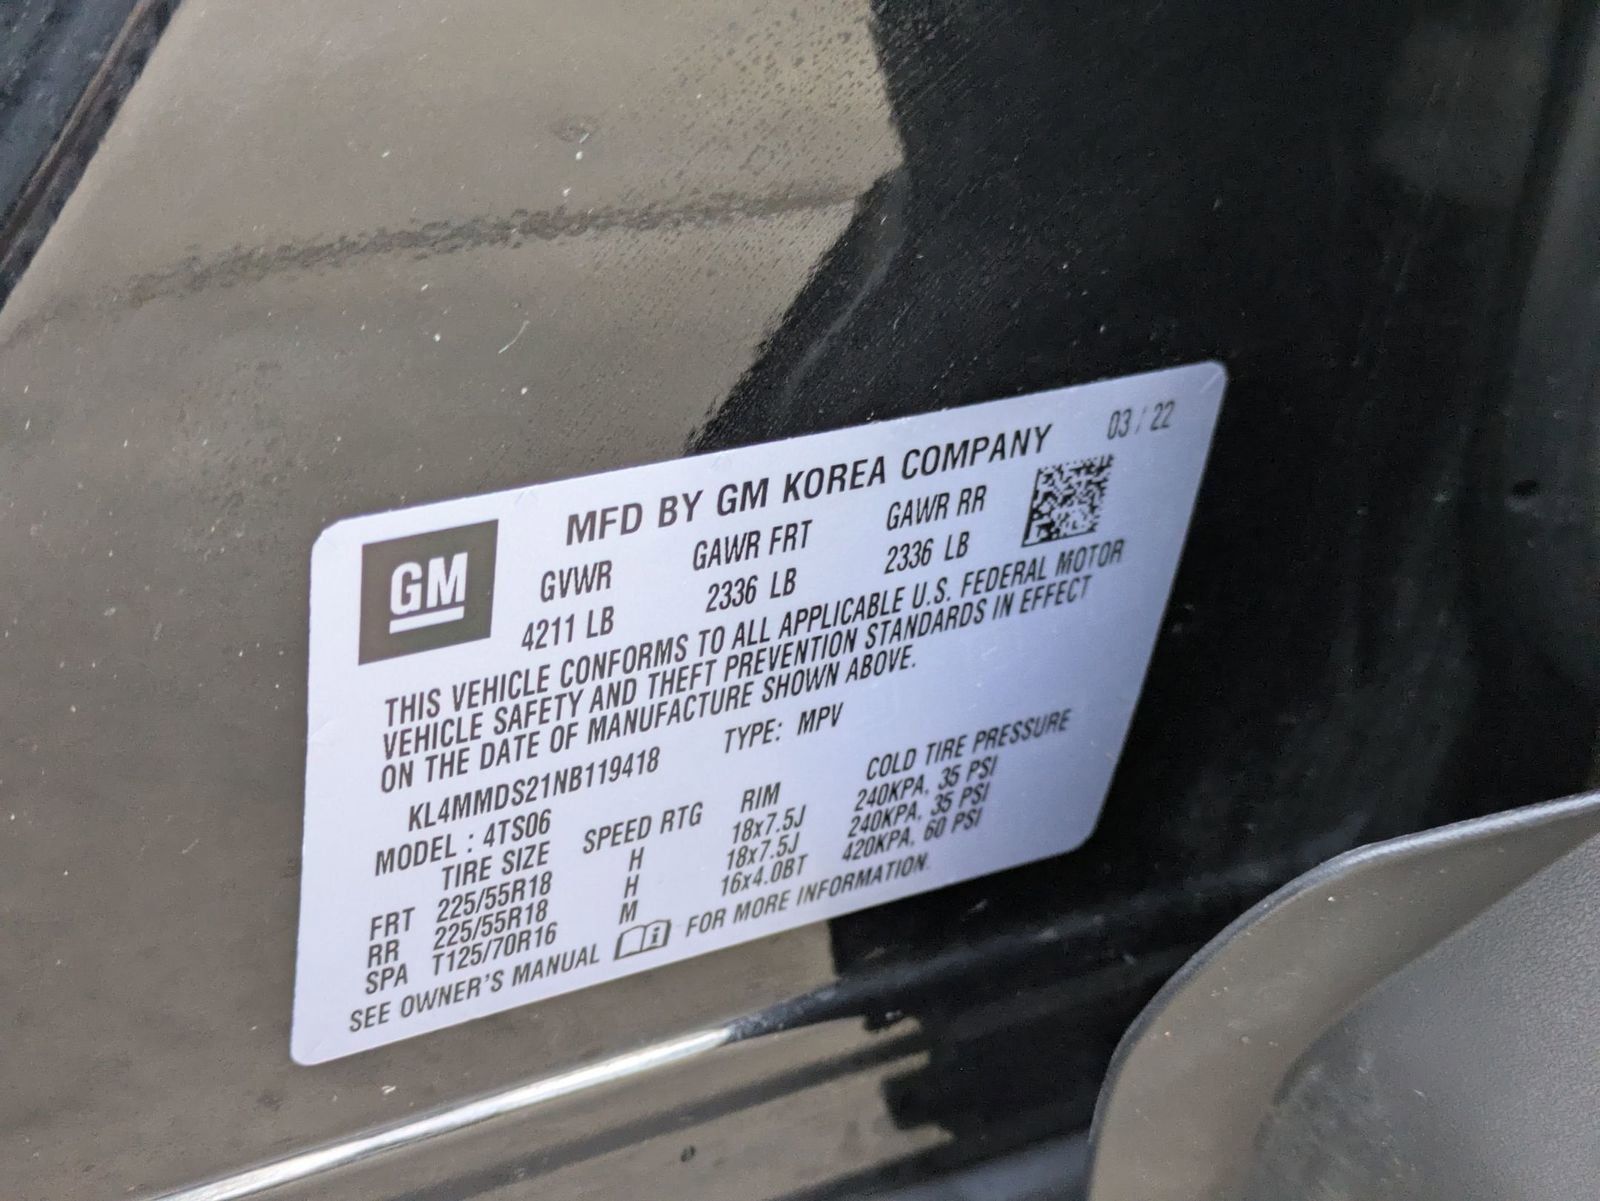 MFD BY GM KOREA COMPANY 03 / 22
GM
GVWR GAWR FRT GAWR RR
4211 LB 2336 LB 2336 LB
THIS VEHICLE CONFORMS TO ALL APPLICABLE U.S. FEDERAL MOTOR
VEHICLE SAFETY AND THEFT PREVENTION STANDARDS IN EFFECT
ON THE DATE OF MANUFACTURE SHOWN ABOVE.
KL4MMDS21NB119418 TYPE: MPV
MODEL : 4TS06
TIRE SIZE SPEED RTG RIM COLD TIRE PRESSURE
FRT 225/55R18 H 18x7.5J 240KPA, 35 PSI
RR 225/55R18 H 18x7.5J 240KPA, 35 PSI
SPA T125/70R16 M 16x4.0BT 420KPA, 60 PSI
SEE OWNER'S MANUAL i FOR MORE INFORMATION.